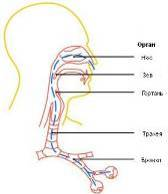 Орган
Нос
Зев
Гортань
Трахея
Бронхи